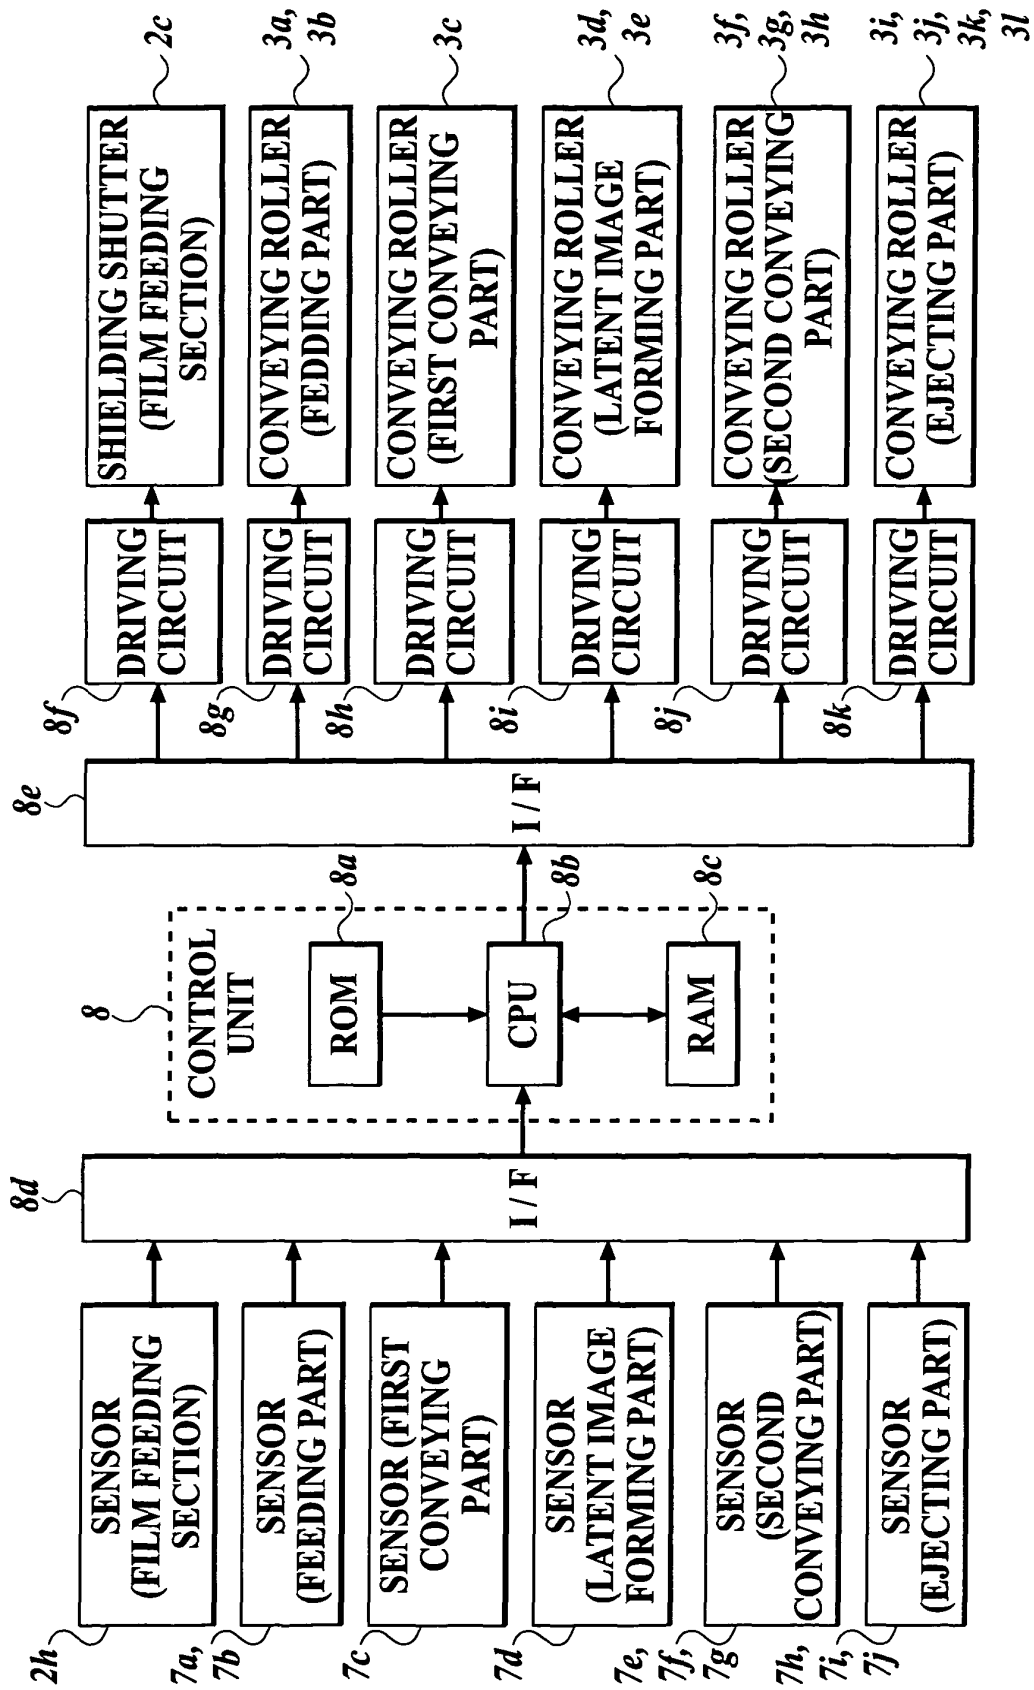 2h
SENSOR
(FILM FEEDING
SECTION)
7a,
7b
SENSOR
(FEEDING PART)
7c
SENSOR (FIRST
CONVEYING
PART)
7d
SENSOR
(LATENT IMAGE
FORMING PART)
7e,
7f,
7g
SENSOR
(SECOND
CONVEYING PART)
7h,
7i,
7j
SENSOR
(EJECTING PART)
8d
I / F
8
CONTROL
UNIT
ROM
8a
CPU
8b
RAM
8c
8e
I / F
8f
DRIVING
CIRCUIT
8g
DRIVING
CIRCUIT
8h
DRIVING
CIRCUIT
8i
DRIVING
CIRCUIT
8j
DRIVING
CIRCUIT
8k
DRIVING
CIRCUIT
SHIELDING SHUTTER
(FILM FEEDING
SECTION)
2c
CONVEYING ROLLER
(FEDDING PART)
3a,
3b
CONVEYING ROLLER
(FIRST CONVEYING
PART)
3c
CONVEYING ROLLER
(LATENT IMAGE
FORMING PART)
3d,
3e
CONVEYING ROLLER
(SECOND CONVEYING
PART)
3f,
3g,
3h
CONVEYING ROLLER
(EJECTING PART)
3i,
3j,
3k,
3l